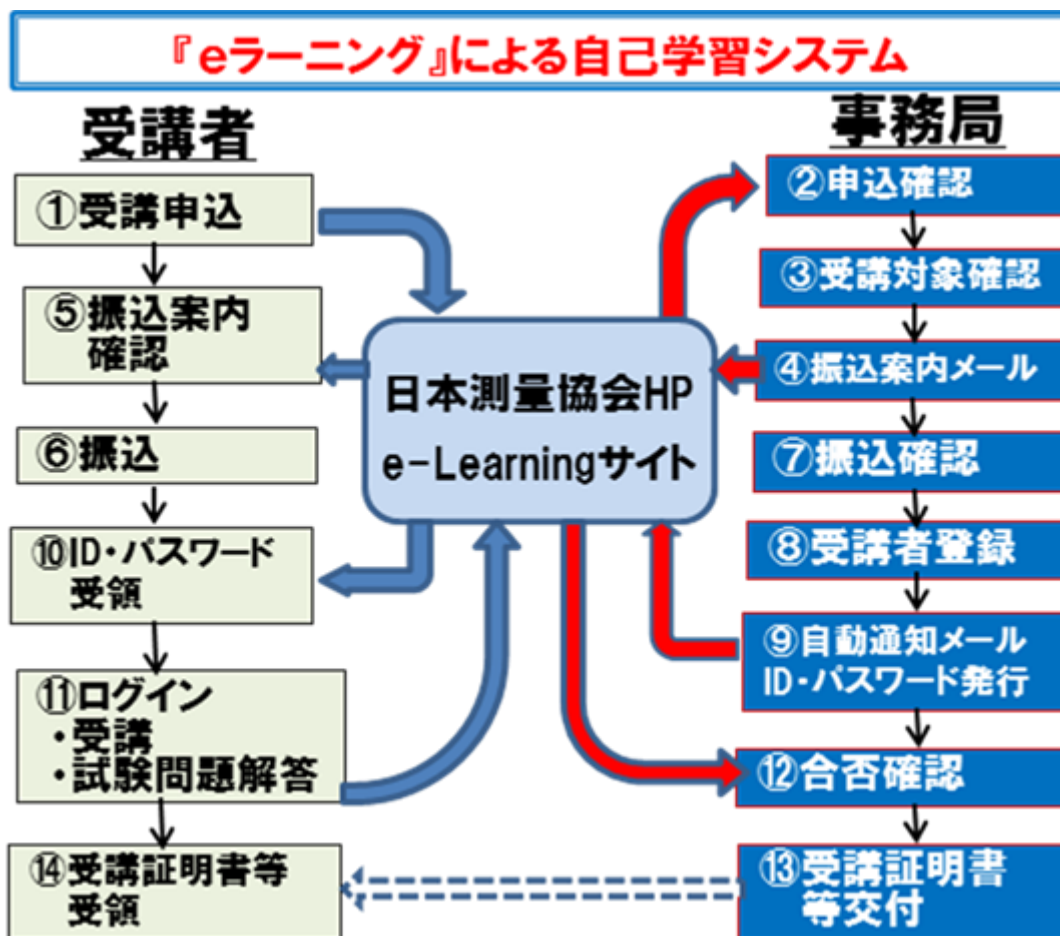 『eラーニング』による自己学習システム
受講者
①受講申込
⑤振込案内
確認
⑥振込
⑩ID・パスワード
受領
⑪ログイン
・受講
・試験問題解答
⑭受講証明書等
受領
日本測量協会HP
e-Learningサイト
事務局
②申込確認
③受講対象確認
④振込案内メール
⑦振込確認
⑧受講者登録
⑨自動通知メール
ID・パスワード発行
⑫合否確認
⑬受講証明書
等交付